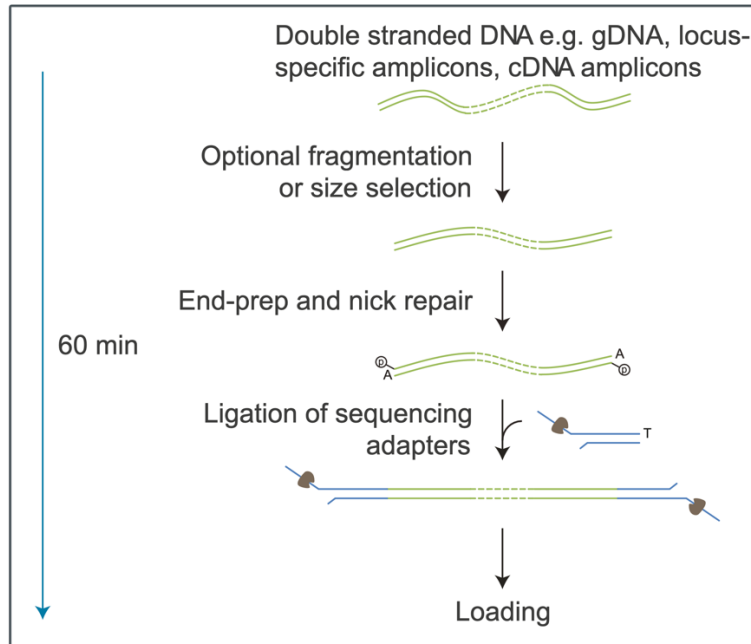 Double stranded DNA e.g. gDNA, locus-
specific amplicons, cDNA amplicons
Optional fragmentation
or size selection
End-prep and nick repair
60 min
p
A
A
p
Ligation of sequencing
adapters
T
Loading